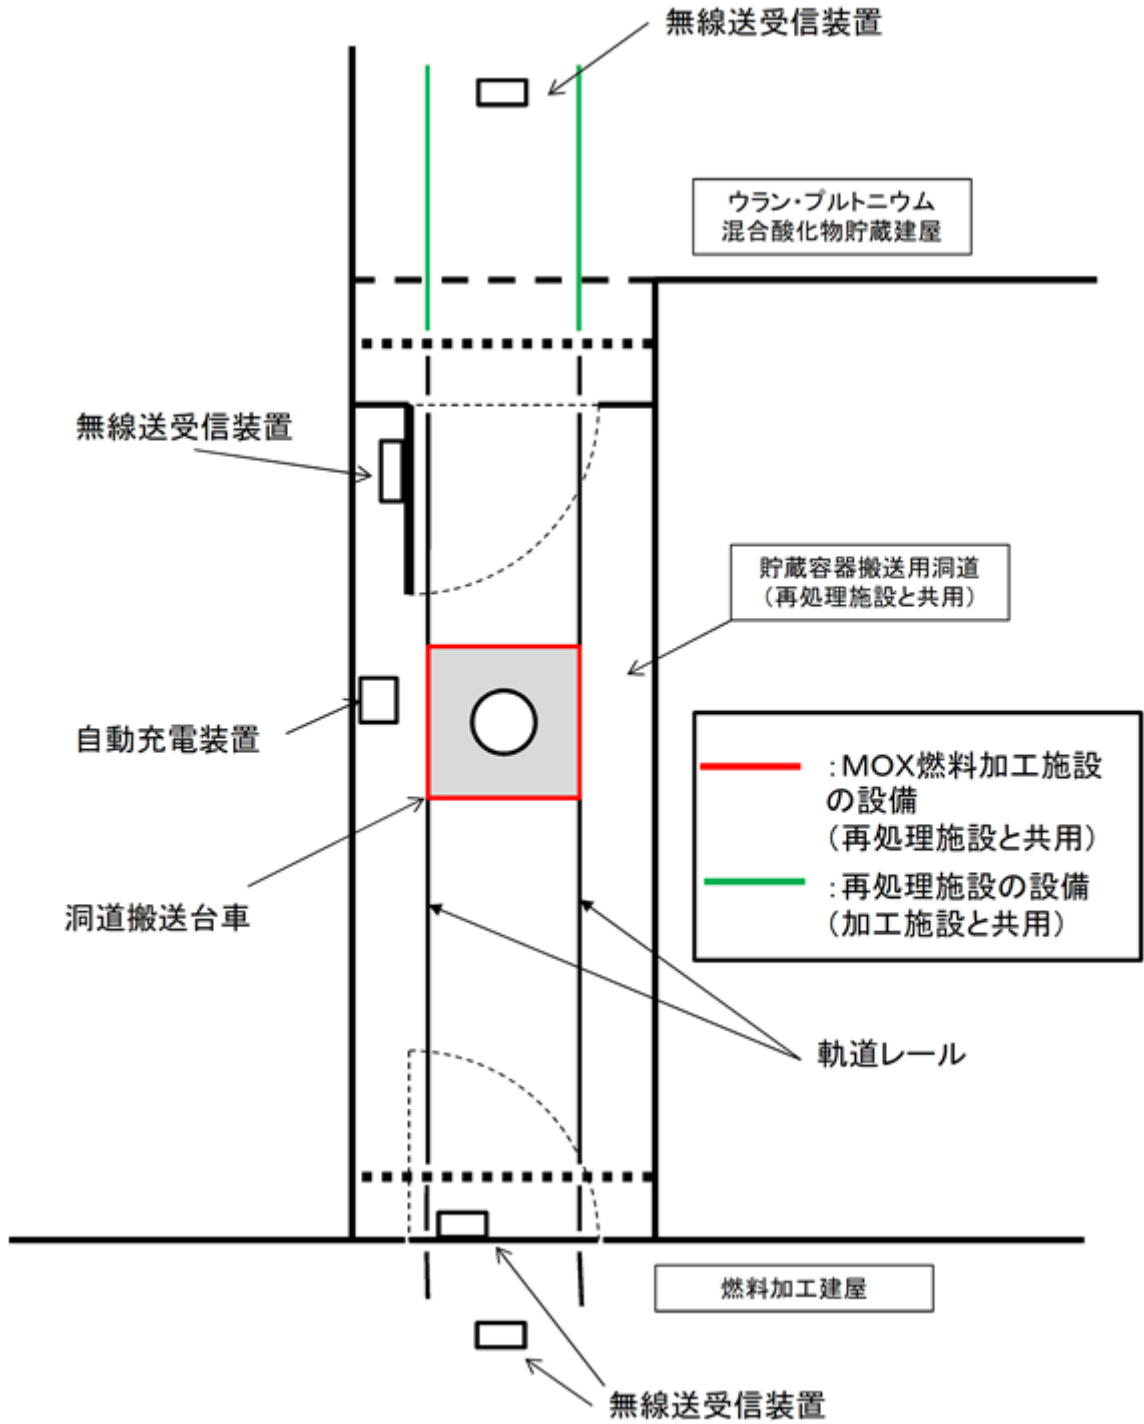 無線送受信装置
ウラン・プルトニウム
混合酸化物貯蔵建屋
無線送受信装置
貯蔵容器搬送用洞道
(再処理施設と共用)
自動充電装置
:MOX燃料加工施設
の設備
(再処理施設と共用)
:再処理施設の設備
(加工施設と共用)
洞道搬送台車
軌道レール
燃料加工建屋
無線送受信装置